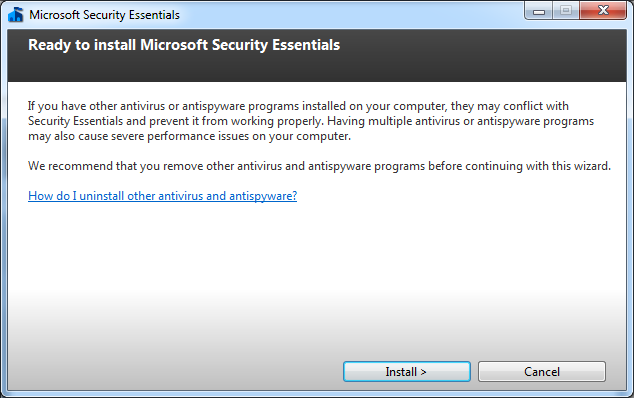 Microsoft Security Essentials
Ready to install Microsoft Security Essentials
If you have other antivirus or antispyware programs installed on your computer, they may conflict with
Security Essentials and prevent it from working properly. Having multiple antivirus or antispyware programs
may also cause severe performance issues on your computer.
We recommend that you remove other antivirus and antispyware programs before continuing with this wizard.
How do I uninstall other antivirus and antispyware?
Install >
Cancel